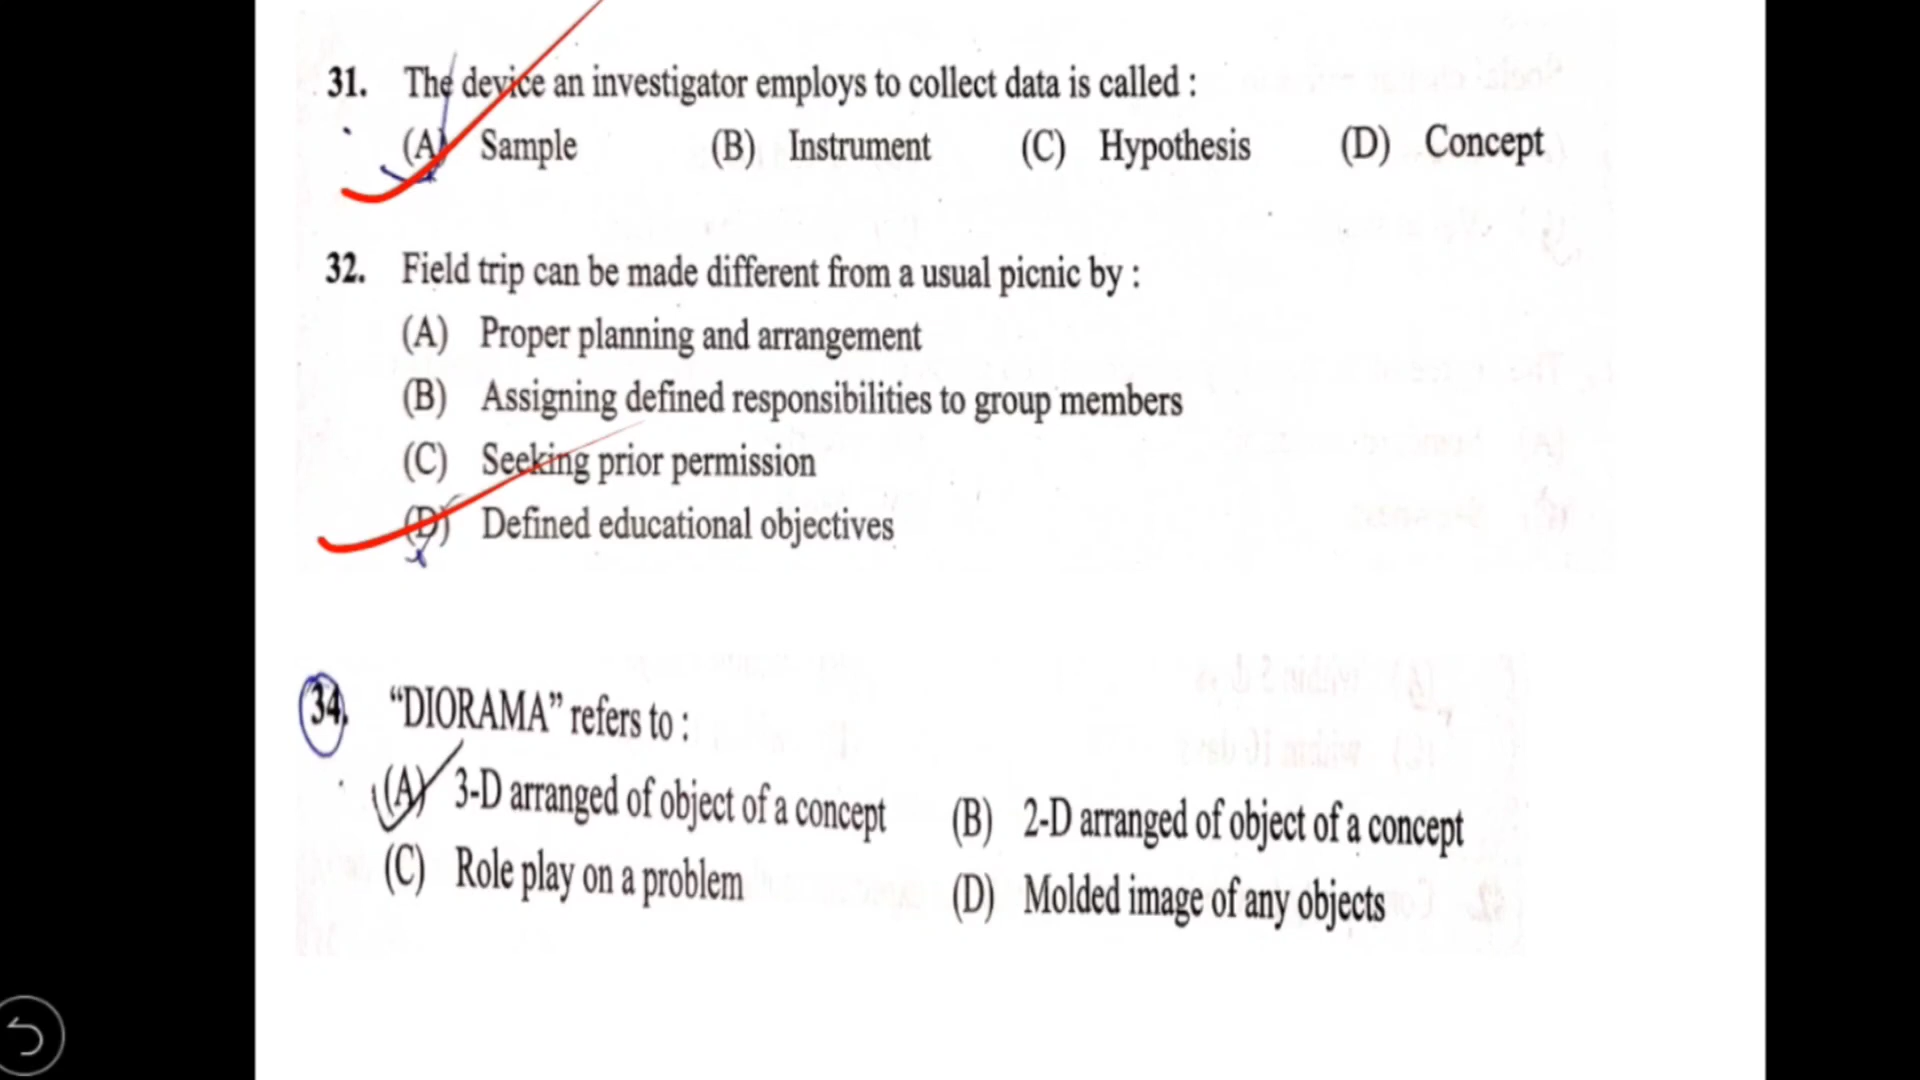 31. The device an investigator employs to collect data is called :
(A) Sample (B) Instrument (C) Hypothesis (D) Concept
32. Field trip can be made different from a usual picnic by :
(A) Proper planning and arrangement
(B) Assigning defined responsibilities to group members
(C) Seeking prior permission
(D) Defined educational objectives
34. “DIORAMA” refers to :
(A) 3-D arranged of object of a concept (B) 2-D arranged of object of a concept
(C) Role play on a problem (D) Molded image of any objects